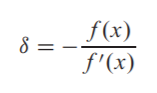 δ = − f(x) / f′(x)